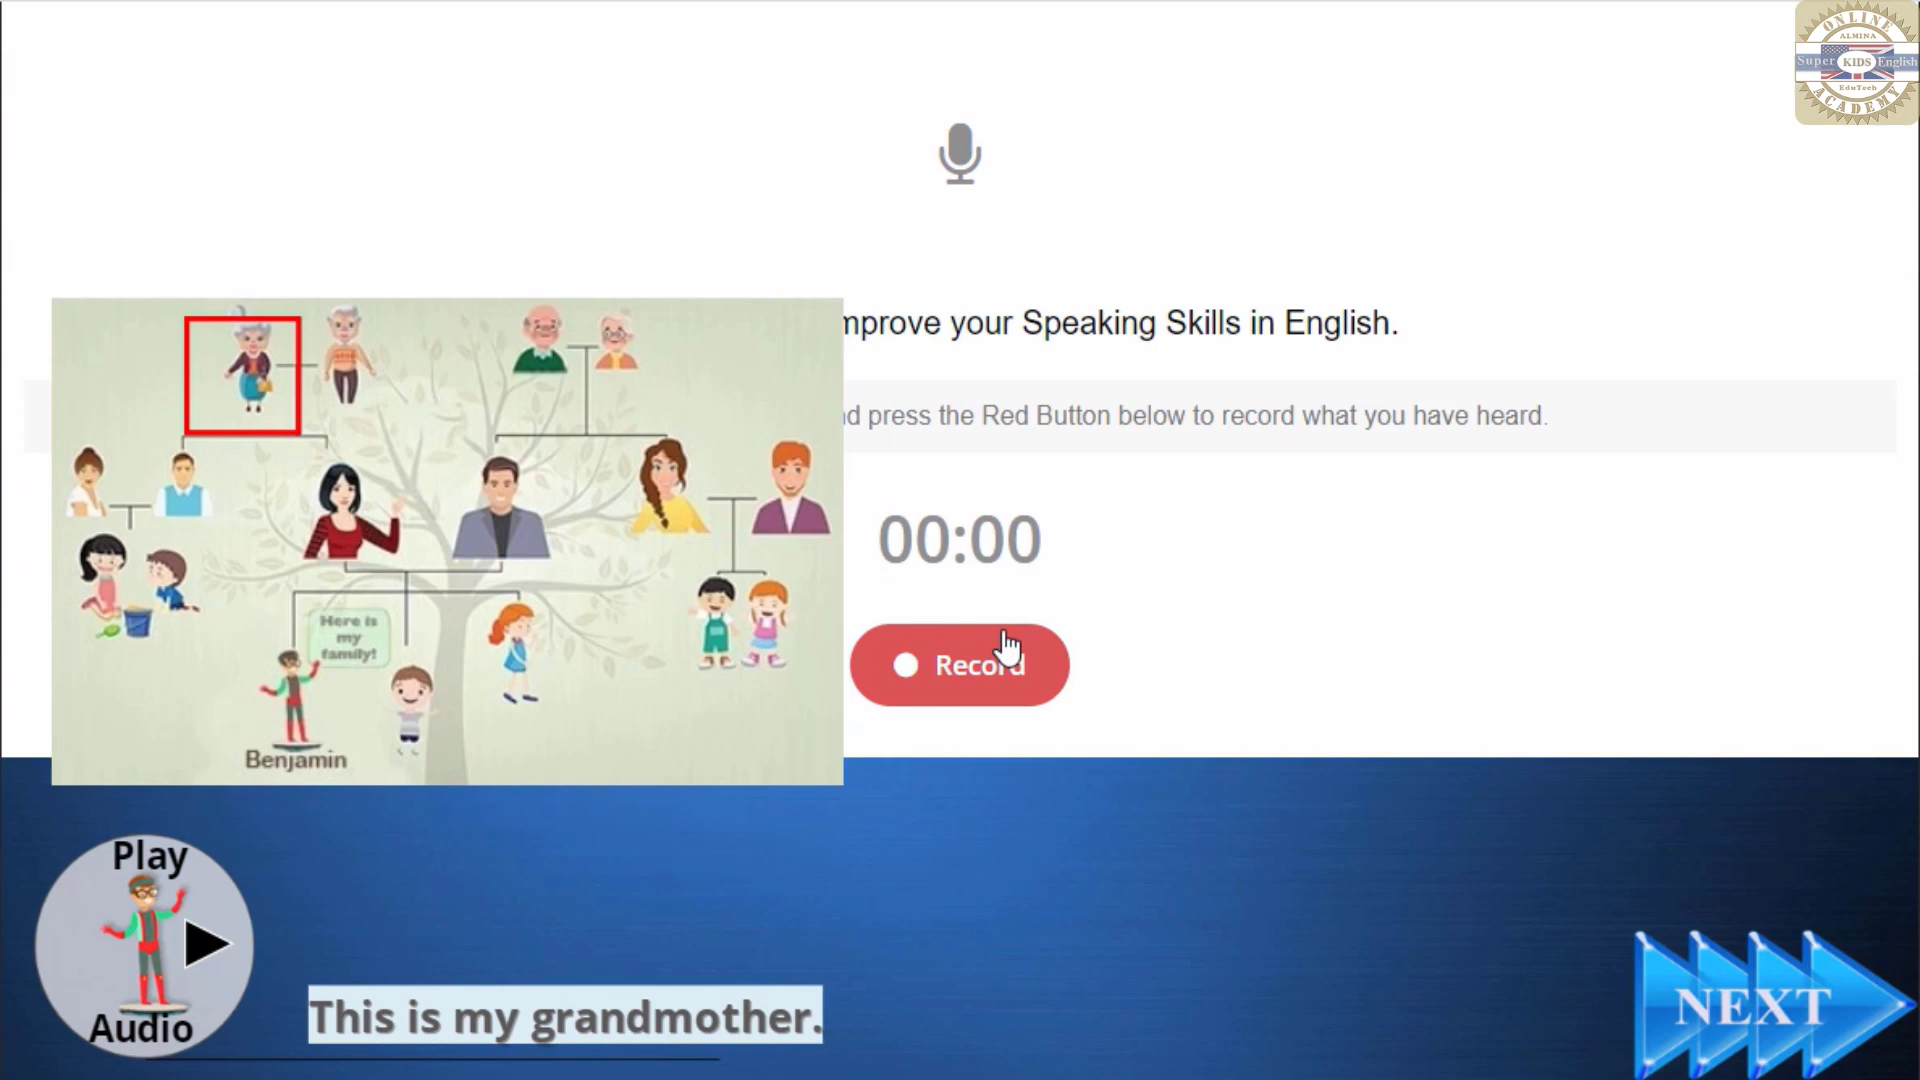 ONLINE
ALMINA
Super KIDS English
EduTech
ACADEMY
mprove your Speaking Skills in English.
d press the Red Button below to record what you have heard.
00:00
Record
Here is
my
family!
Benjamin
Play
Audio
This is my grandmother.
NEXT